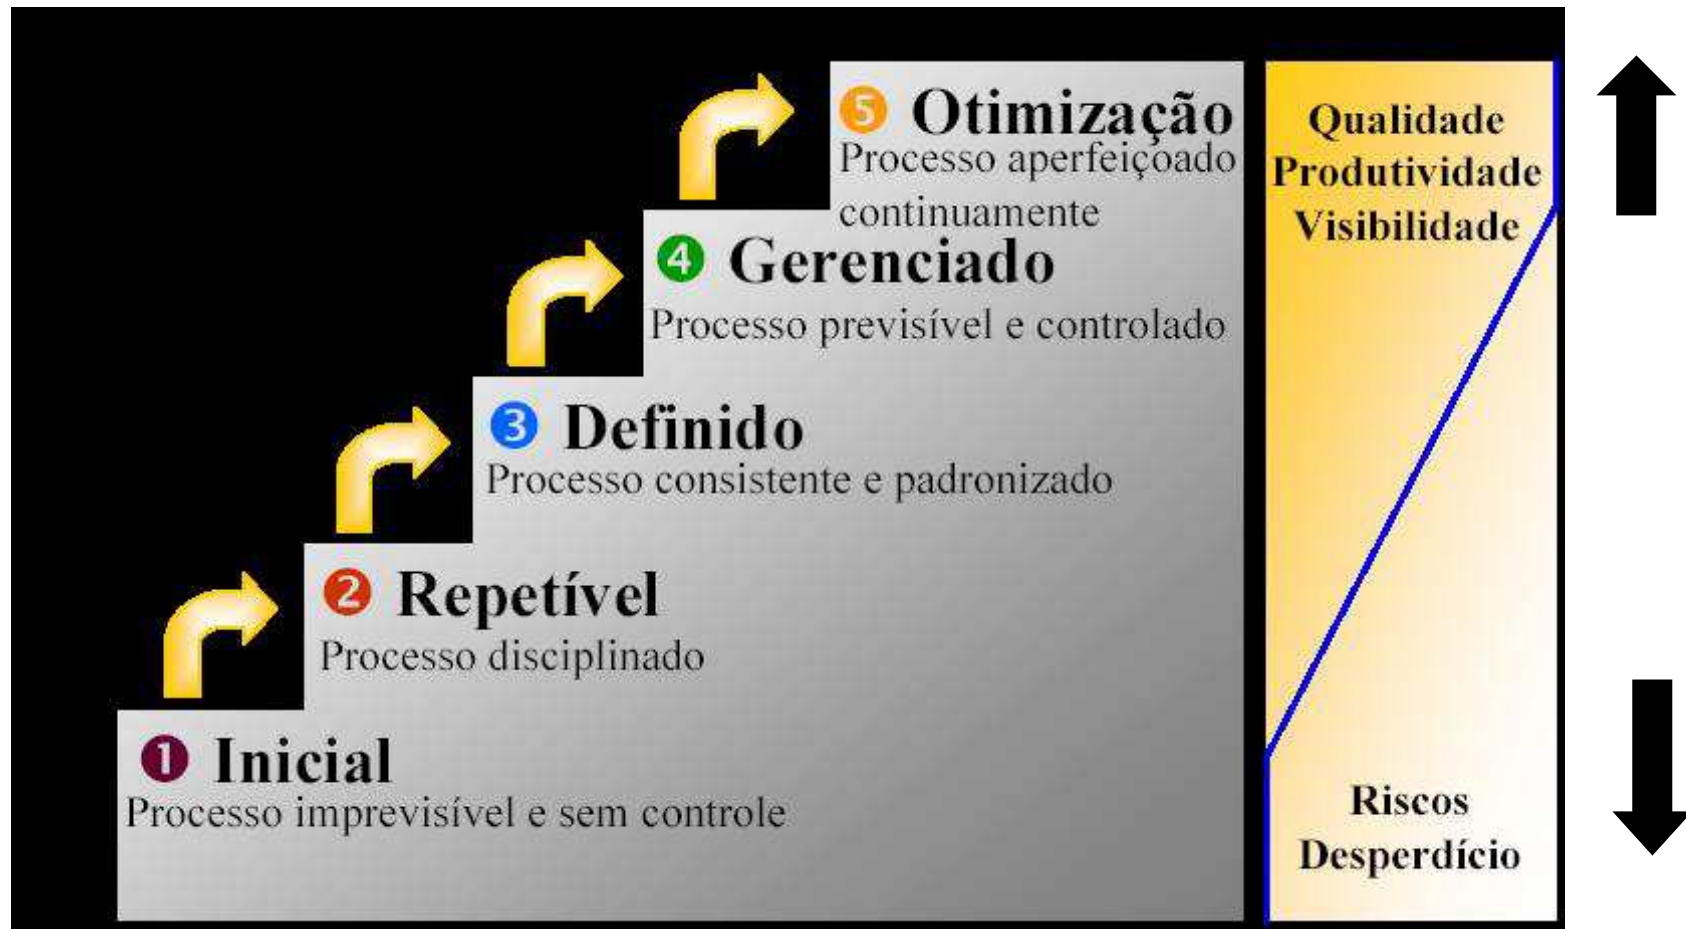 5 Otimização
Processo aperfeiçoado
continuamente
4 Gerenciado
Processo previsível e controlado
3 Definido
Processo consistente e padronizado
2 Repetível
Processo disciplinado
1 Inicial
Processo imprevisível e sem controle
Qualidade
Produtividade
Visibilidade
Riscos
Desperdício